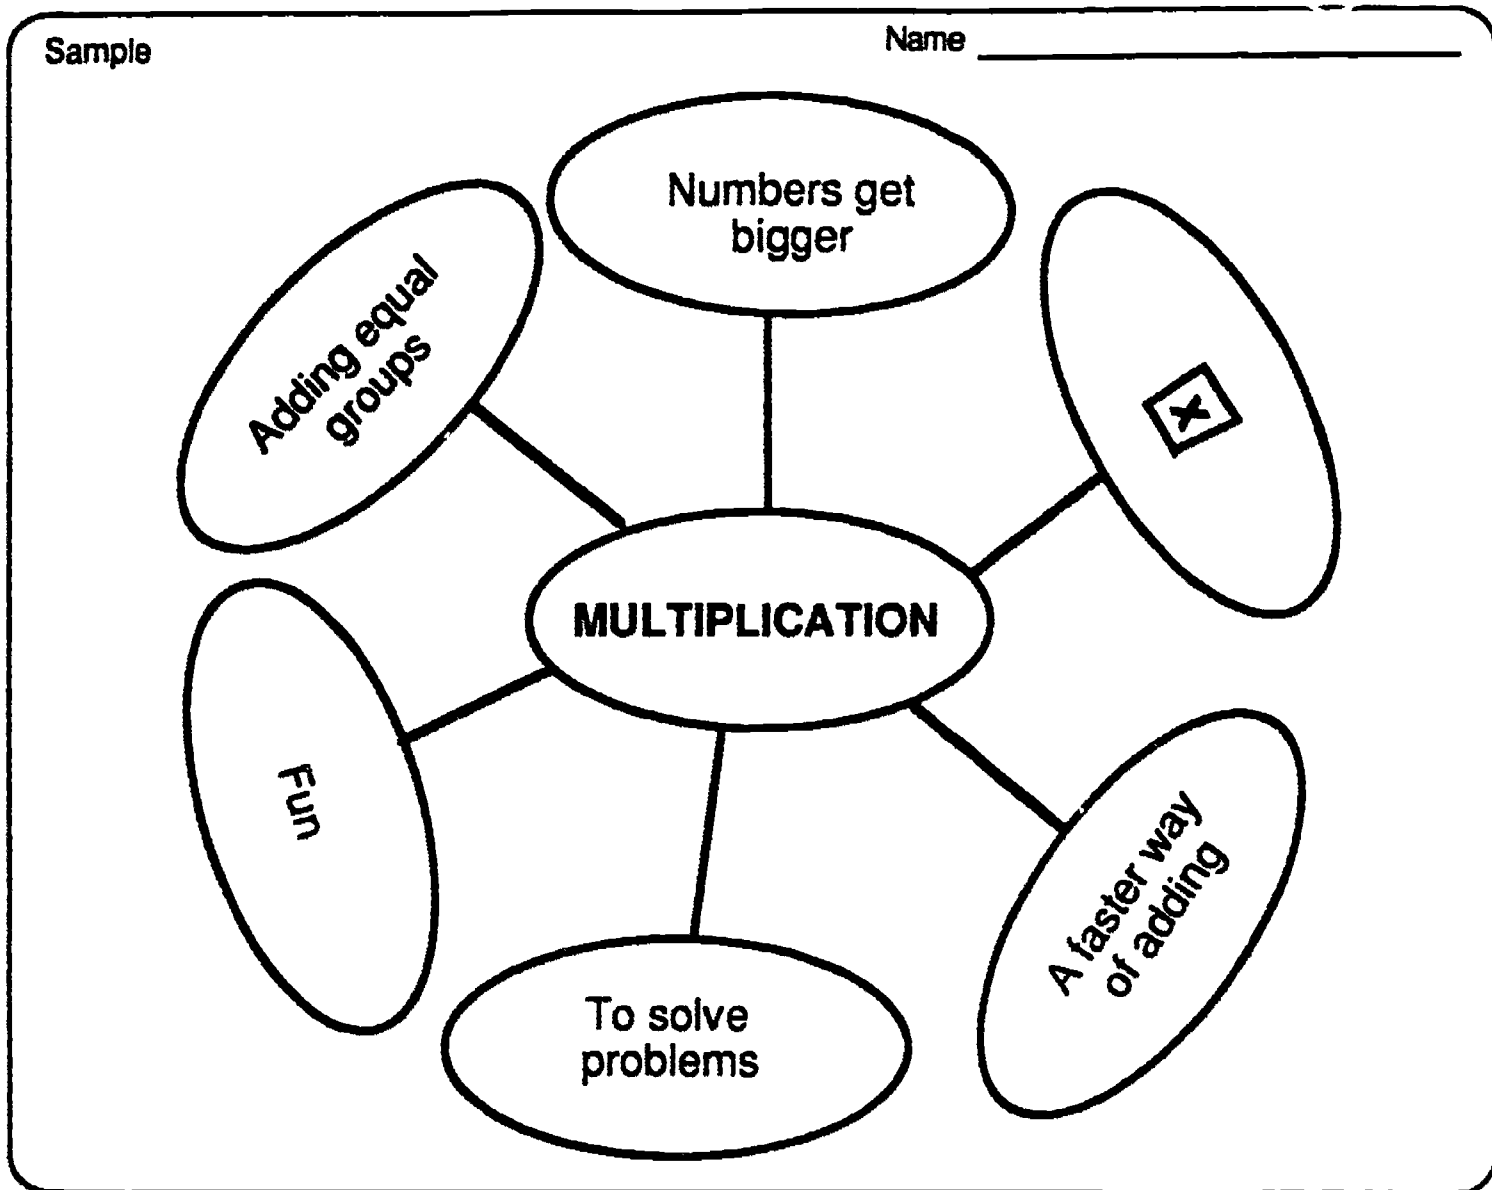 Sample
Name
Numbers get
bigger
Adding equal
groups
x
MULTIPLICATION
Fun
A faster way
of adding
To solve
problems